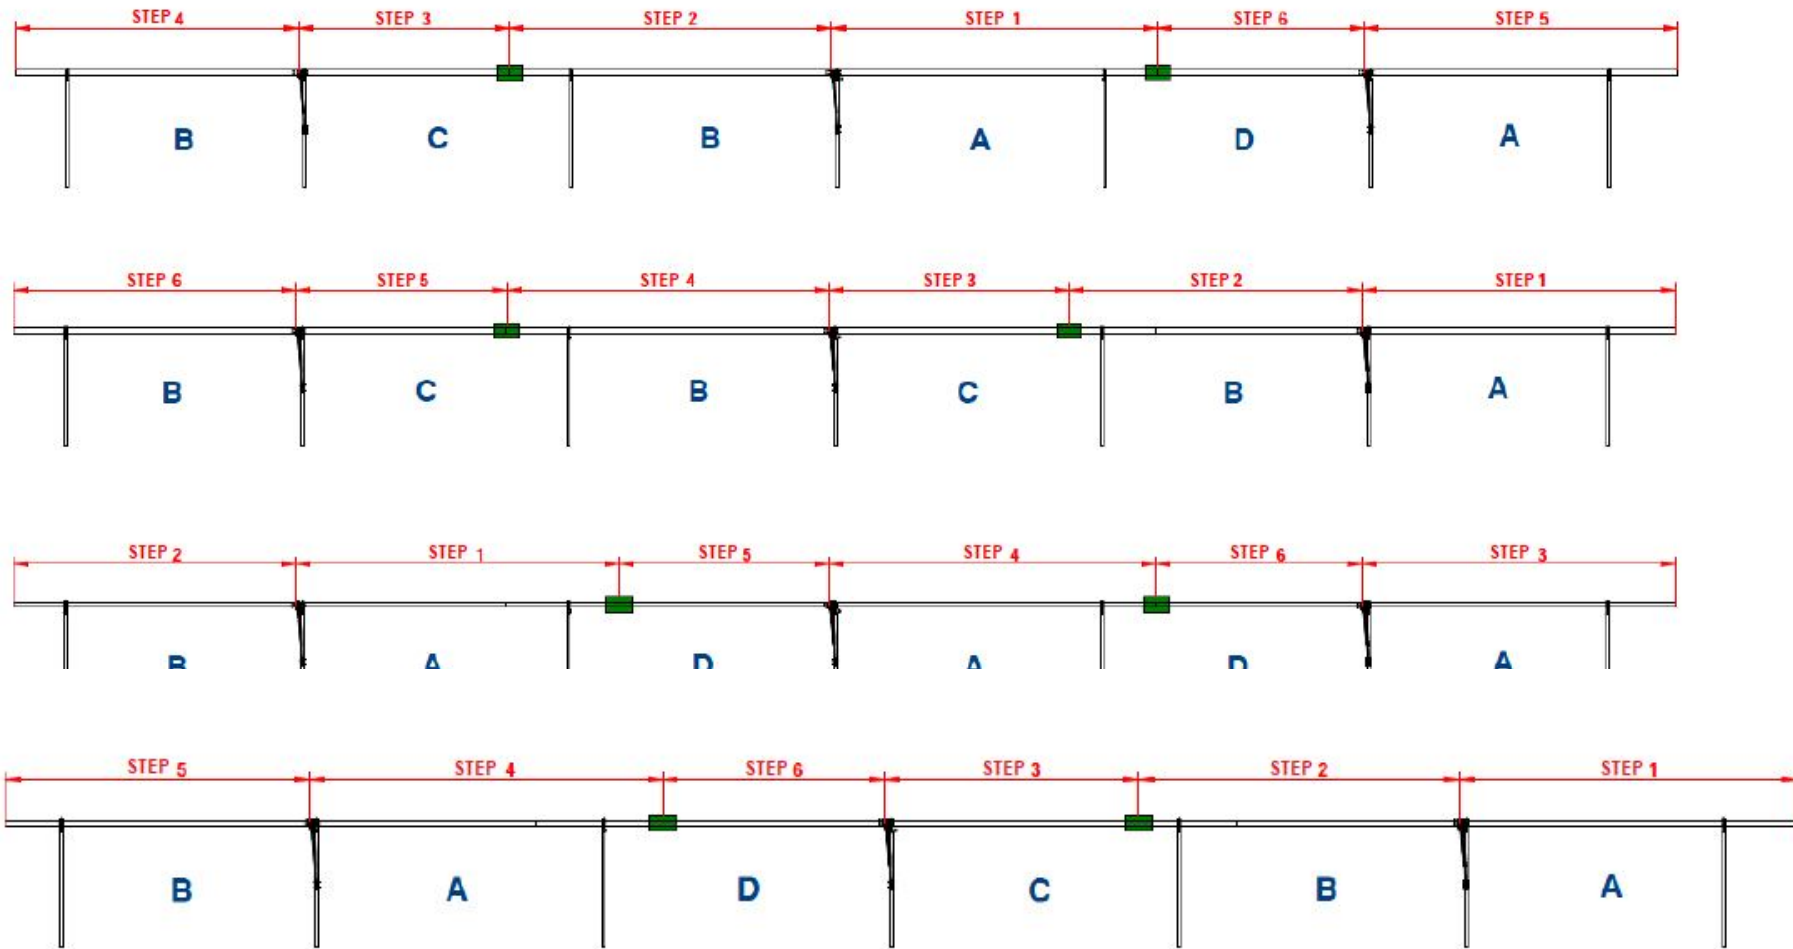 STEP 4 STEP 3 STEP 2 STEP 1 STEP 6 STEP 5
B C B A D A
STEP 6 STEP 5 STEP 4 STEP 3 STEP 2 STEP 1
B C B C B A
STEP 2 STEP 1 STEP 5 STEP 4 STEP 6 STEP 3
B A D A D A
STEP 5 STEP 4 STEP 6 STEP 3 STEP 2 STEP 1
B A D C B A